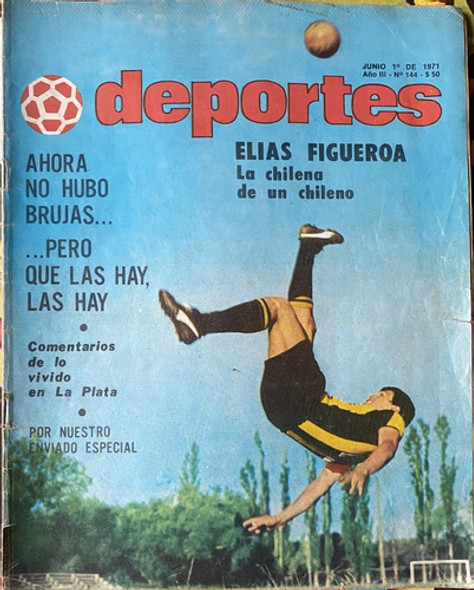 JUNIO 1º DE 1971
Año III - Nº 144 - $ 50
deportes
ELIAS FIGUEROA
La chilena
de un chileno
AHORA
NO HUBO
BRUJAS...
...PERO
QUE LAS HAY,
LAS HAY
Comentarios
de lo
vivido
en La Plata
POR NUESTRO
ENVIADO ESPECIAL